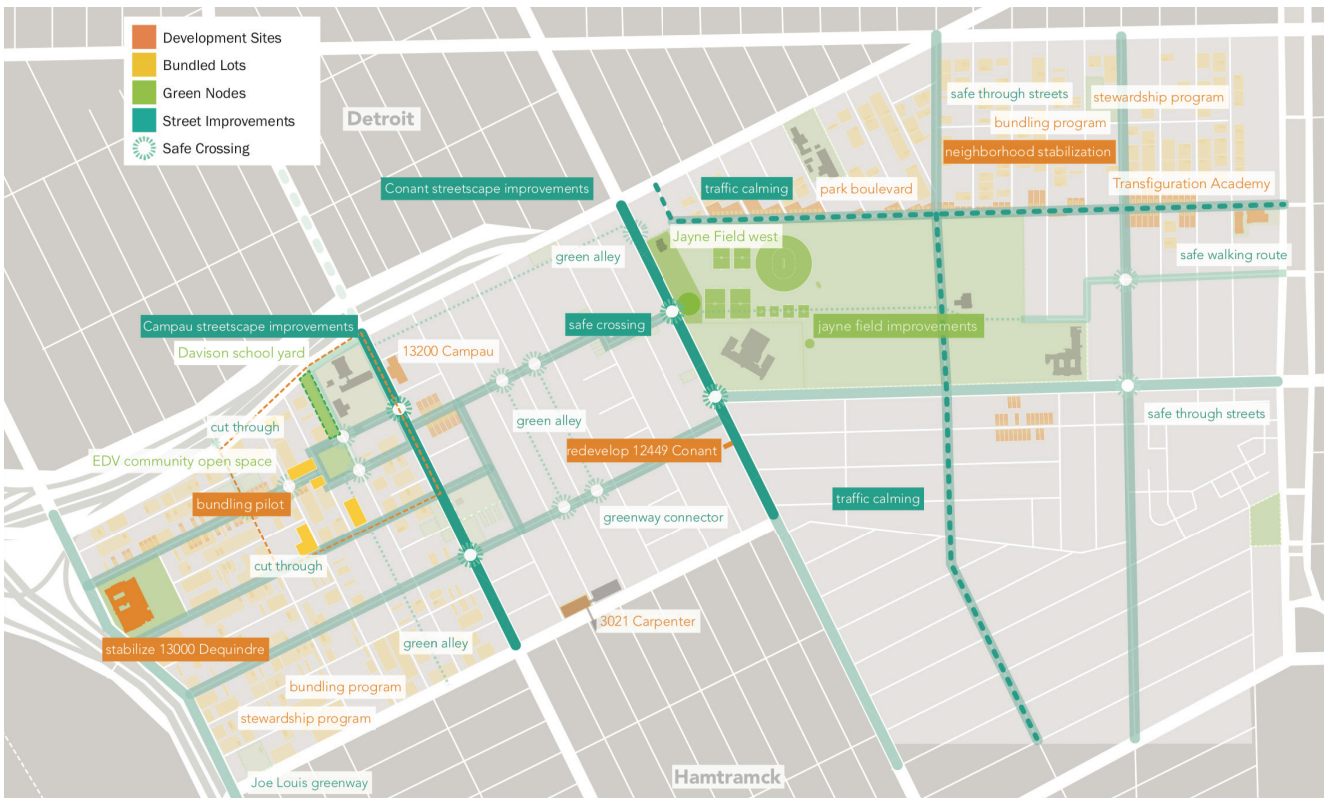 Development Sites
Bundled Lots
Green Nodes
Street Improvements
Safe Crossing
Detroit
safe through streets
stewardship program
bundling program
neighborhood stabilization
Conant streetscape improvements
traffic calming
park boulevard
Transfiguration Academy
Jayne Field west
green alley
safe walking route
Campau streetscape improvements
safe crossing
jayne field improvements
Davison school yard
13200 Campau
cut through
green alley
safe through streets
EDV community open space
redevelop 12449 Conant
bundling pilot
traffic calming
greenway connector
cut through
3021 Carpenter
green alley
stabilize 13000 Dequindre
bundling program
stewardship program
Joe Louis greenway
Hamtramck